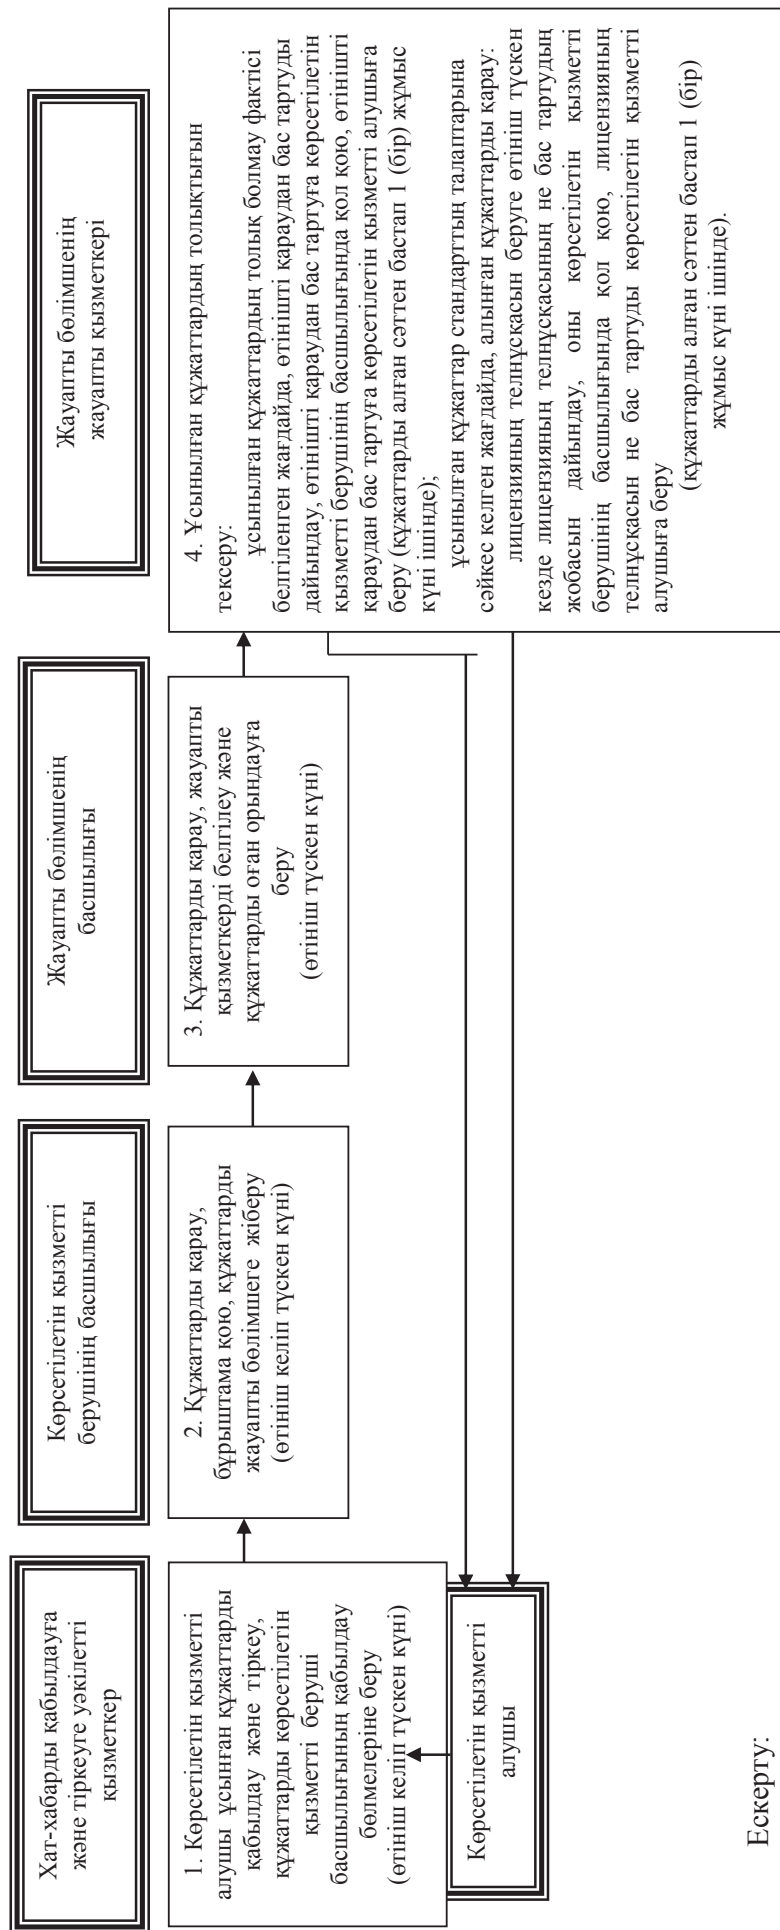 Хат-хабарды қабылдауға
және тіркеуге уәкілетті
қызметкер
Көрсетілетін қызметті
берушінің басшылығы
Жауапты бөлімшенің
басшылығы
Жауапты бөлімшенің
жауапты қызметкері
1. Көрсетілетін қызметті
алушы ұсынған құжаттарды
қабылдау және тіркеу,
құжаттарды көрсетілетін
қызметті беруші
басшылығының қабылдау
бөлмелеріне беру
(өтініш келіп түскен күні)
2. Құжаттарды қарау,
бұрыштама қою, құжаттарды
жауапты бөлімшеге жіберу
(өтініш келіп түскен күні)
3. Құжаттарды қарау, жауапты
қызметкерді белгілеу және
құжаттарды оған орындауға
беру
(өтініш түскен күні)
4. Ұсынылған құжаттардың толықтығын
тексеру:
ұсынылған құжаттардың толық болмау фактісі
белгіленген жағдайда, өтінішті қараудан бас тартуды
дайындау, өтінішті қараудан бас тартуға көрсетілетін
қызметті берушінің басшылығында қол қою, өтінішті
қараудан бас тартуға көрсетілетін қызметті алушыға
беру (құжаттарды алған сәттен бастап 1 (бір) жұмыс
күні ішінде);
ұсынылған құжаттар стандарттың талаптарына
сәйкес келген жағдайда, алынған құжаттарды қарау:
лицензияның телнұсқасын беруге өтініш түскен
кезде лицензияның телнұсқасының не бас тартудың
жобасын дайындау, оны көрсетілетін қызметті
берушінің басшылығында қол қою, лицензияның
телнұсқасын не бас тартуды көрсетілетін қызметті
алушыға беру
(құжаттарды алған сәттен бастап 1 (бір)
жұмыс күні ішінде).
Көрсетілетін қызметті
алушы
Ескерту: